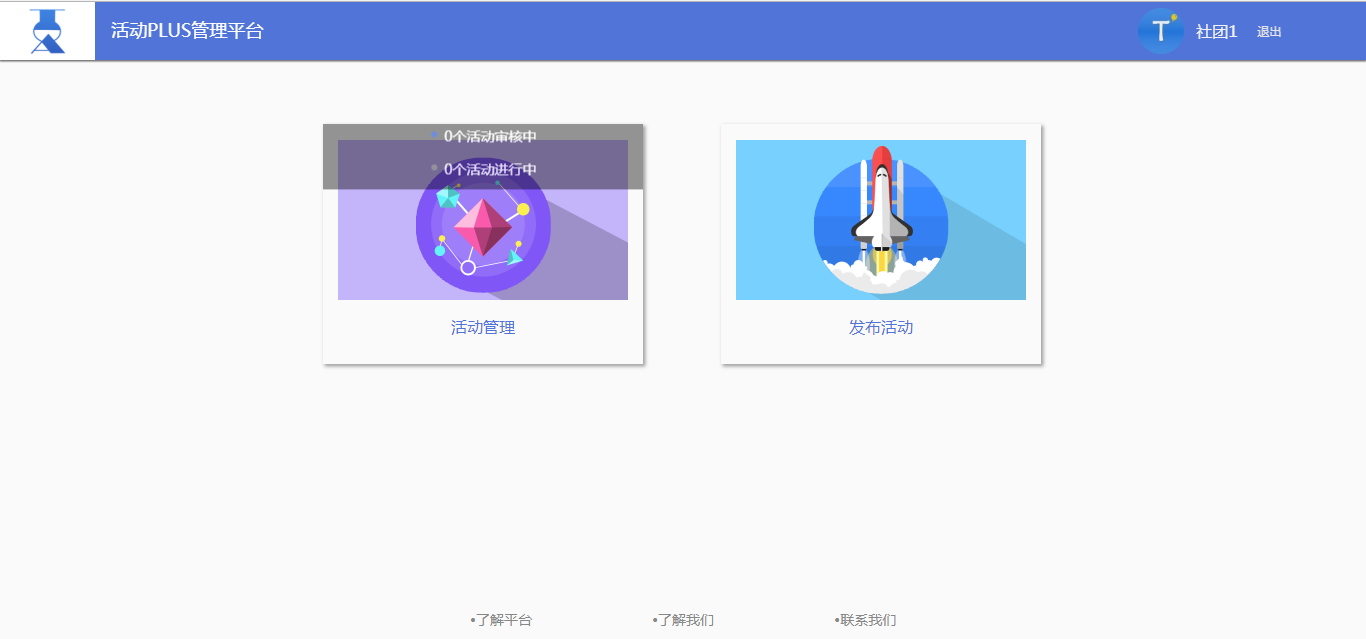 活动PLUS管理平台
T
社团1
退出
0个活动审核中
0个活动进行中
活动管理
发布活动
•了解平台
•了解我们
•联系我们